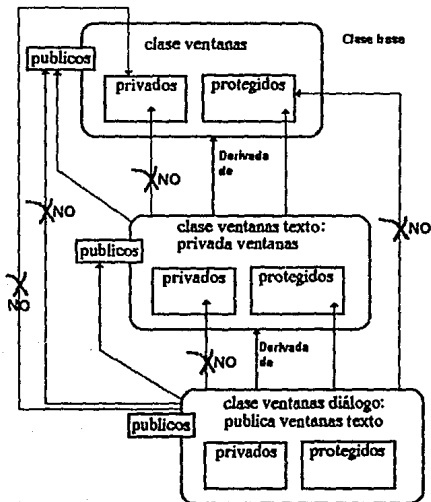 clase ventanas
Clase base
publicos
privados
protegidos
Derivada de
NO
NO
NO
NO
clase ventanas texto:
privada ventanas
publicos
privados
protegidos
NO
Derivada de
clase ventanas diálogo:
publica ventanas texto
publicos
privados
protegidos